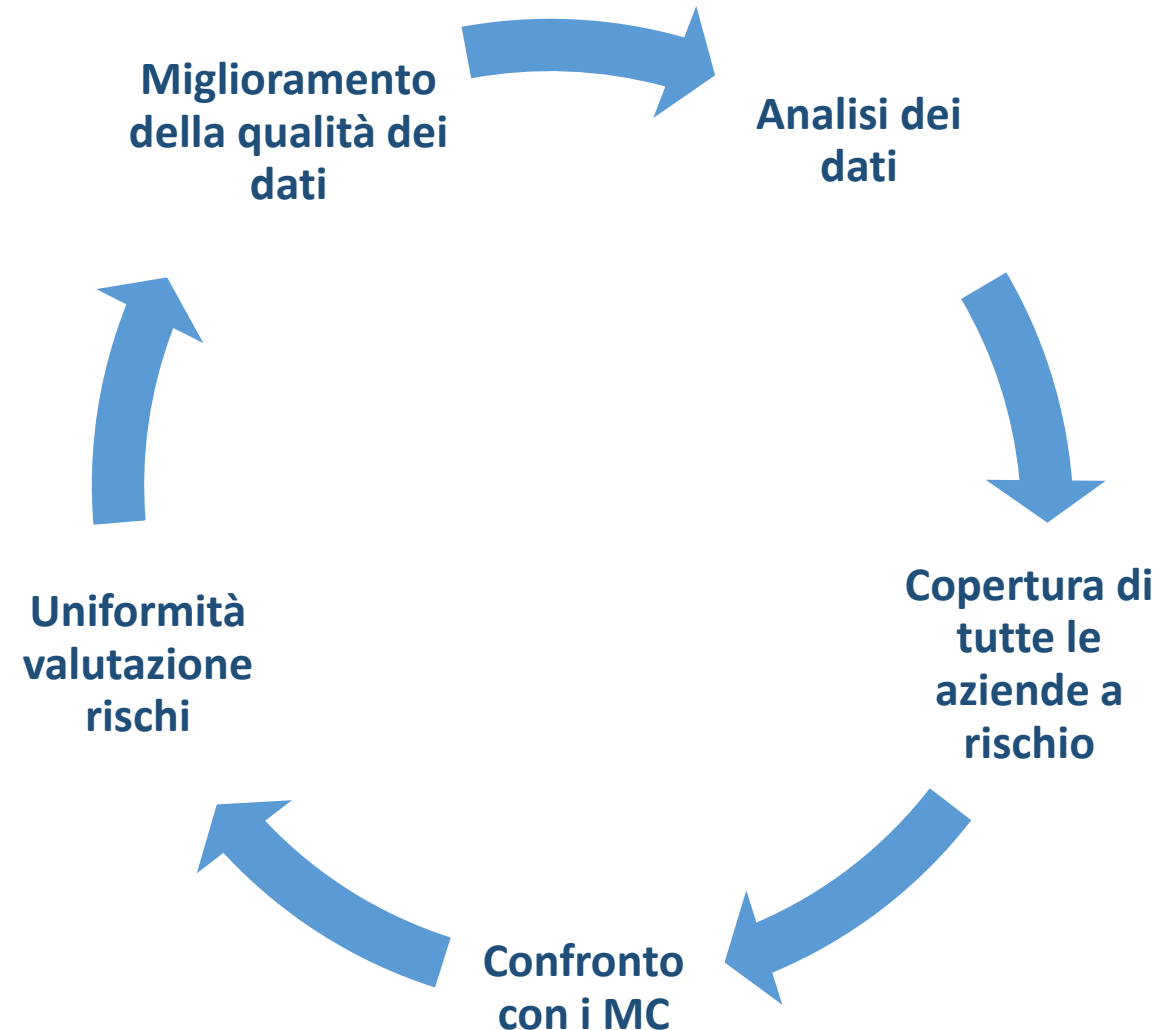 Miglioramento
della qualità dei
dati
Analisi dei
dati
Copertura di
tutte le
aziende a
rischio
Confronto
con i MC
Uniformità
valutazione
rischi